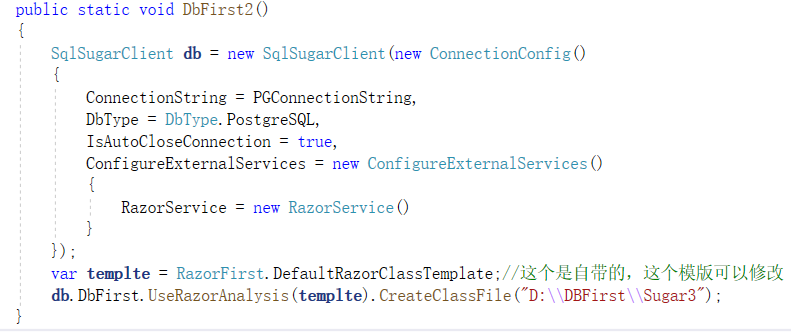 public static void DbFirst2()
{
SqlSugarClient db = new SqlSugarClient(new ConnectionConfig()
{
ConnectionString = PGConnectionString,
DbType = DbType.PostgreSQL,
IsAutoCloseConnection = true,
ConfigureExternalServices = new ConfigureExternalServices()
{
RazorService = new RazorService()
}
});
var templte = RazorFirst.DefaultRazorClassTemplate;//这个是自带的，这个模版可以修改
db.DbFirst.UseRazorAnalysis(templte).CreateClassFile("D:\\DBFirst\\Sugar3");
}